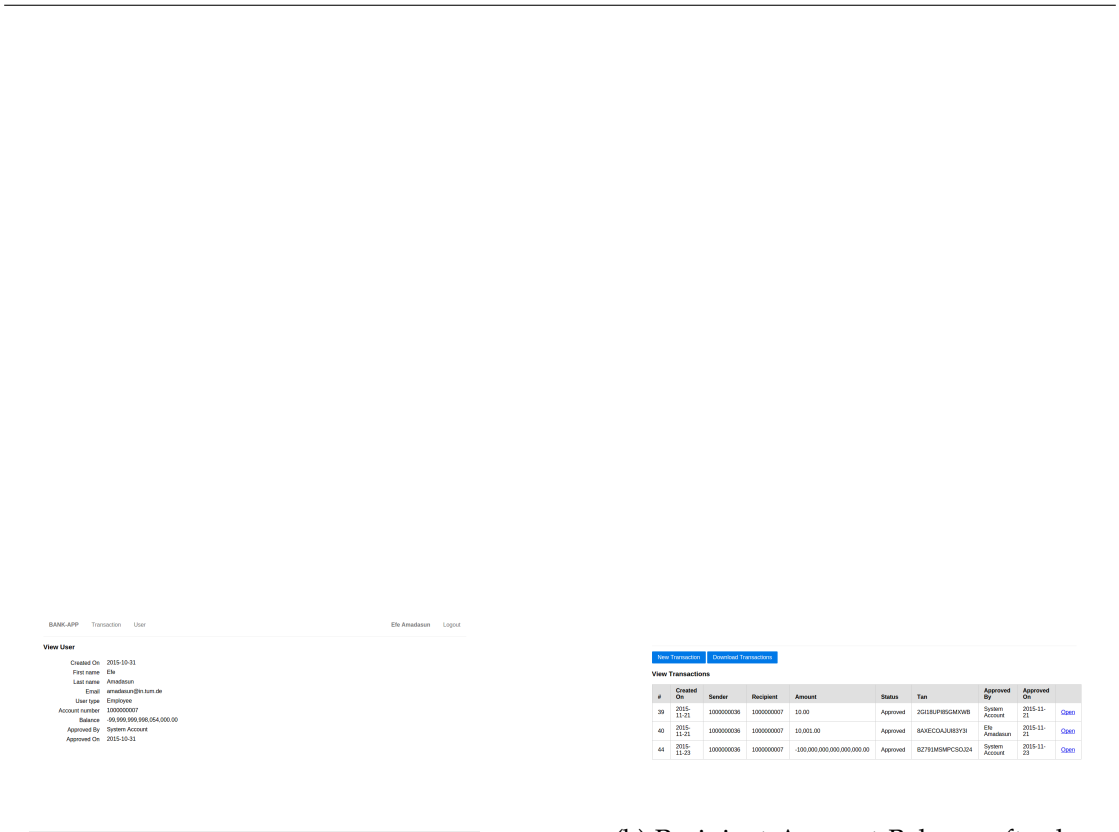 BANK-APP Transaction User Efe Amadasun Logout
View User
Created On 2015-10-31
First name Efe
Last name Amadasun
Email amadasun@in.tum.de
User type Employee
Account number 1000000007
Balance -99,999,999,998,054,000.00
Approved By System Account
Approved On 2015-10-31
New Transaction Download Transactions
View Transactions
# Created On Sender Recipient Amount Status Tan Approved By Approved On
39 2015-11-21 1000000036 1000000007 10.00 Approved 2GI18UPI85GMXWB System Account 2015-11-21 Open
40 2015-11-21 1000000036 1000000007 10,001.00 Approved 8AXECOAJUI83Y3I Efe Amadasun 2015-11-21 Open
44 2015-11-23 1000000036 1000000007 -100,000,000,000,000,000.00 Approved BZ791MSMPCSOJ24 System Account 2015-11-23 Open